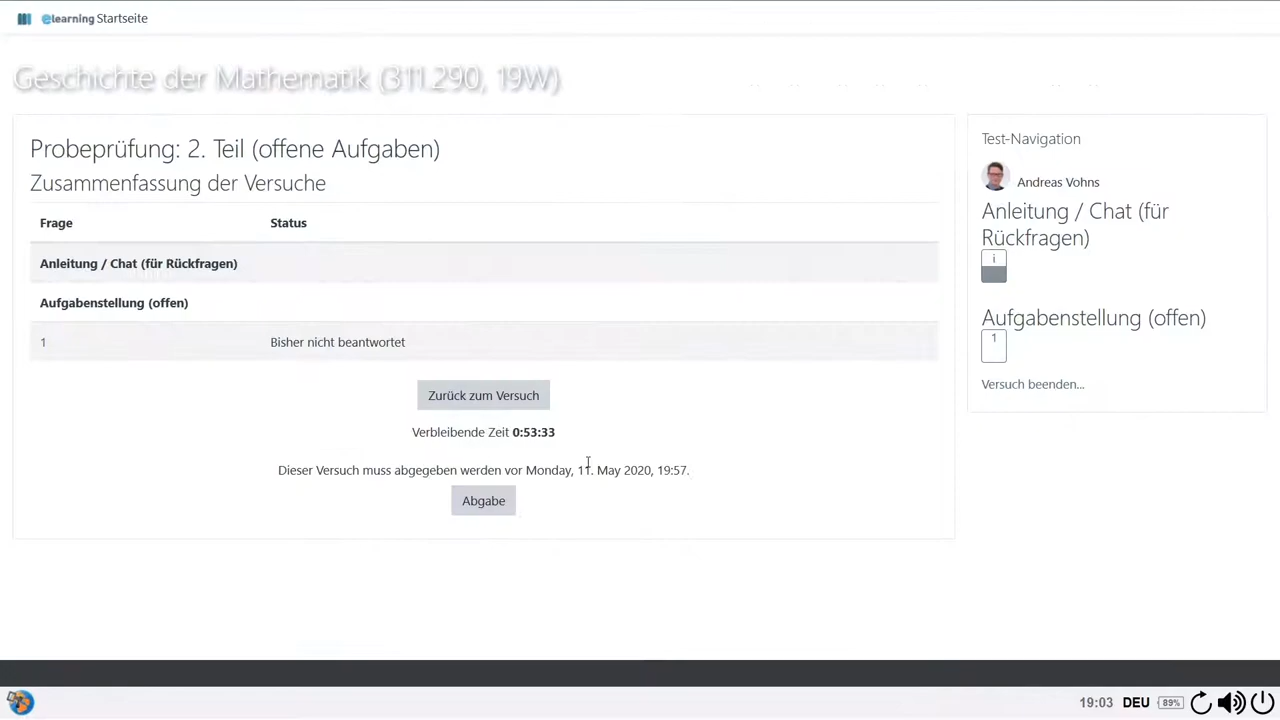 elearning Startseite
Geschichte der Mathematik (311.290, 19W)
Probeprüfung: 2. Teil (offene Aufgaben)
Zusammenfassung der Versuche
Frage Status
Anleitung / Chat (für Rückfragen)
Aufgabenstellung (offen)
1 Bisher nicht beantwortet
Zurück zum Versuch
Verbleibende Zeit 0:53:33
Dieser Versuch muss abgegeben werden vor Monday, 11. May 2020, 19:57.
Abgabe
Test-Navigation
Andreas Vohns
Anleitung / Chat (für
Rückfragen)
i
Aufgabenstellung (offen)
1
Versuch beenden...
19:03 DEU 89%